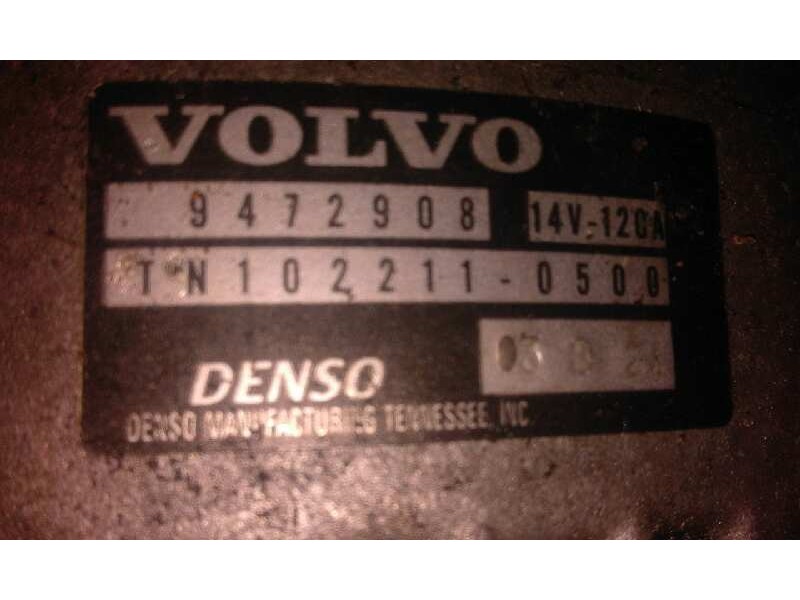 VOLVO
9472908 14V-120A
TN102211-0500
DENSO
DENSO MANUFACTURING TENNESSEE, INC.